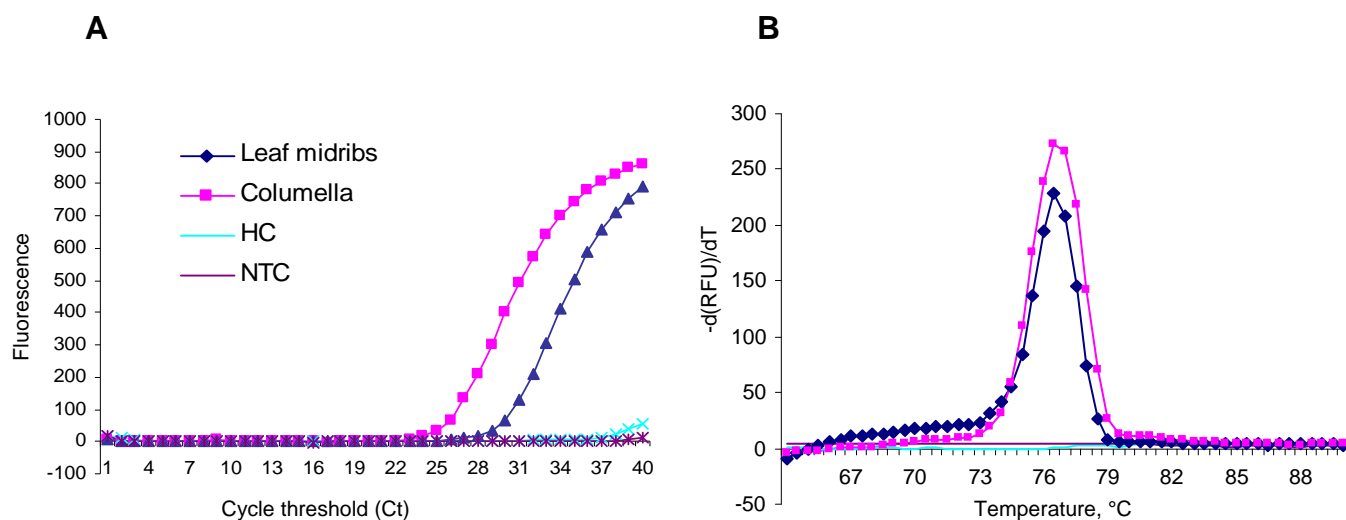 A
1000
900
800
700
600
500
400
300
200
100
0
-100
Fluorescence
Leaf midribs
Columella
HC
NTC
1 4 7 10 13 16 19 22 25 28 31 34 37 40
Cycle threshold (Ct)
B
300
250
200
150
100
50
0
-50
-d(RFU)/dT
67 70 73 76 79 82 85 88
Temperature, °C